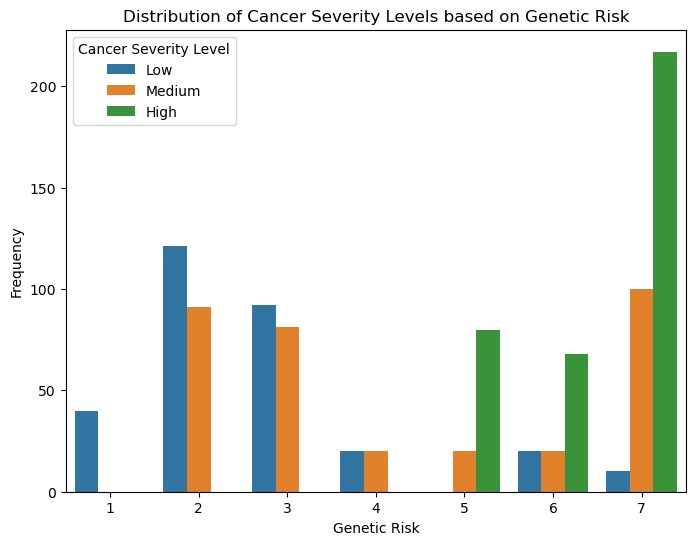 Distribution of Cancer Severity Levels based on Genetic Risk
Cancer Severity Level
Low
Medium
High
Frequency
200
150
100
50
0
1 2 3 4 5 6 7
Genetic Risk